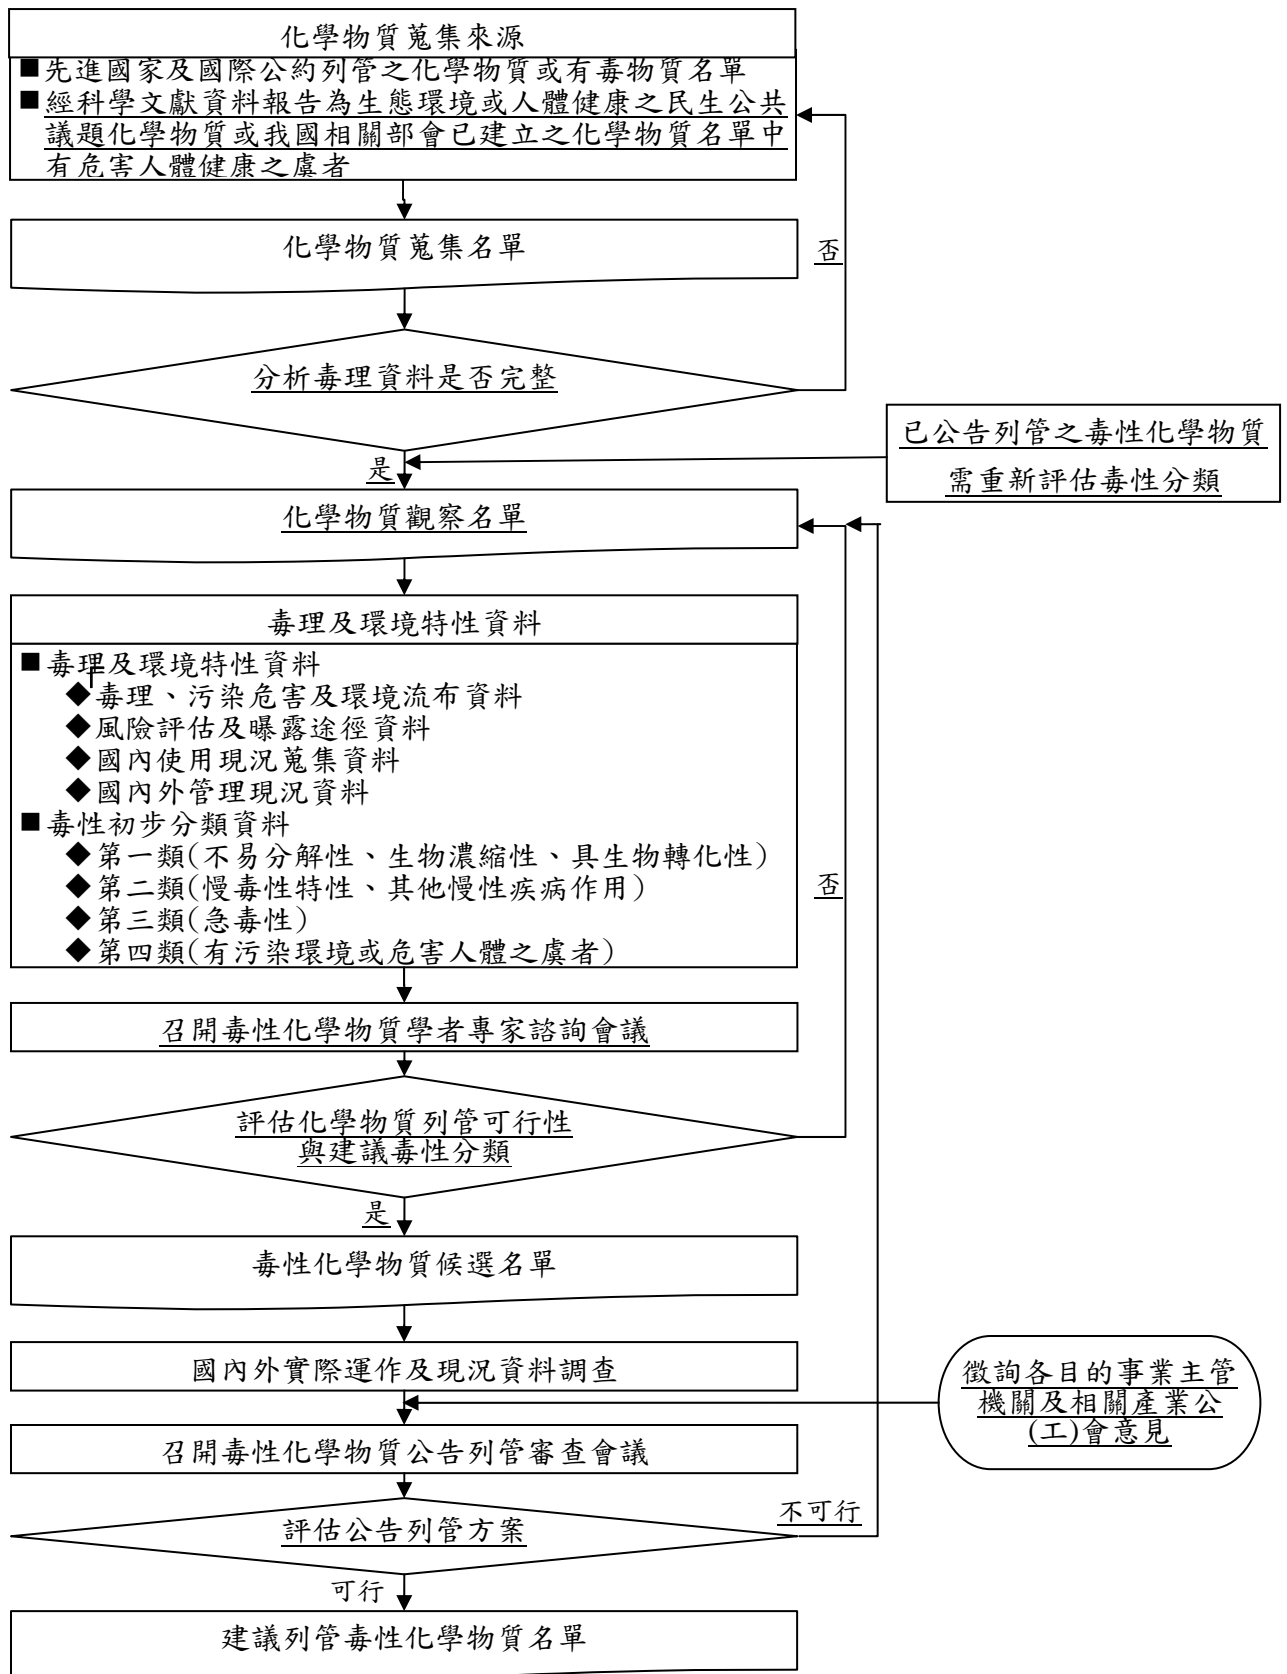 化學物質蒐集來源
■先進國家及國際公約列管之化學物質或有毒物質名單
■經科學文獻資料報告為生態環境或人體健康之民生公共
議題化學物質或我國相關部會已建立之化學物質名單中
有危害人體健康之虞者
化學物質蒐集名單
否
分析毒理資料是否完整
已公告列管之毒性化學物質
需重新評估毒性分類
是
化學物質觀察名單
毒理及環境特性資料
■毒理及環境特性資料
◆毒理、污染危害及環境流布資料
◆風險評估及曝露途徑資料
◆國內使用現況蒐集資料
◆國內外管理現況資料
■毒性初步分類資料
◆第一類(不易分解性、生物濃縮性、具生物轉化性)
◆第二類(慢毒性特性、其他慢性疾病作用)
◆第三類(急毒性)
◆第四類(有污染環境或危害人體之虞者)
否
召開毒性化學物質學者專家諮詢會議
評估化學物質列管可行性
與建議毒性分類
是
毒性化學物質候選名單
國內外實際運作及現況資料調查
徵詢各目的事業主管
機關及相關產業公
(工)會意見
召開毒性化學物質公告列管審查會議
不可行
評估公告列管方案
可行
建議列管毒性化學物質名單